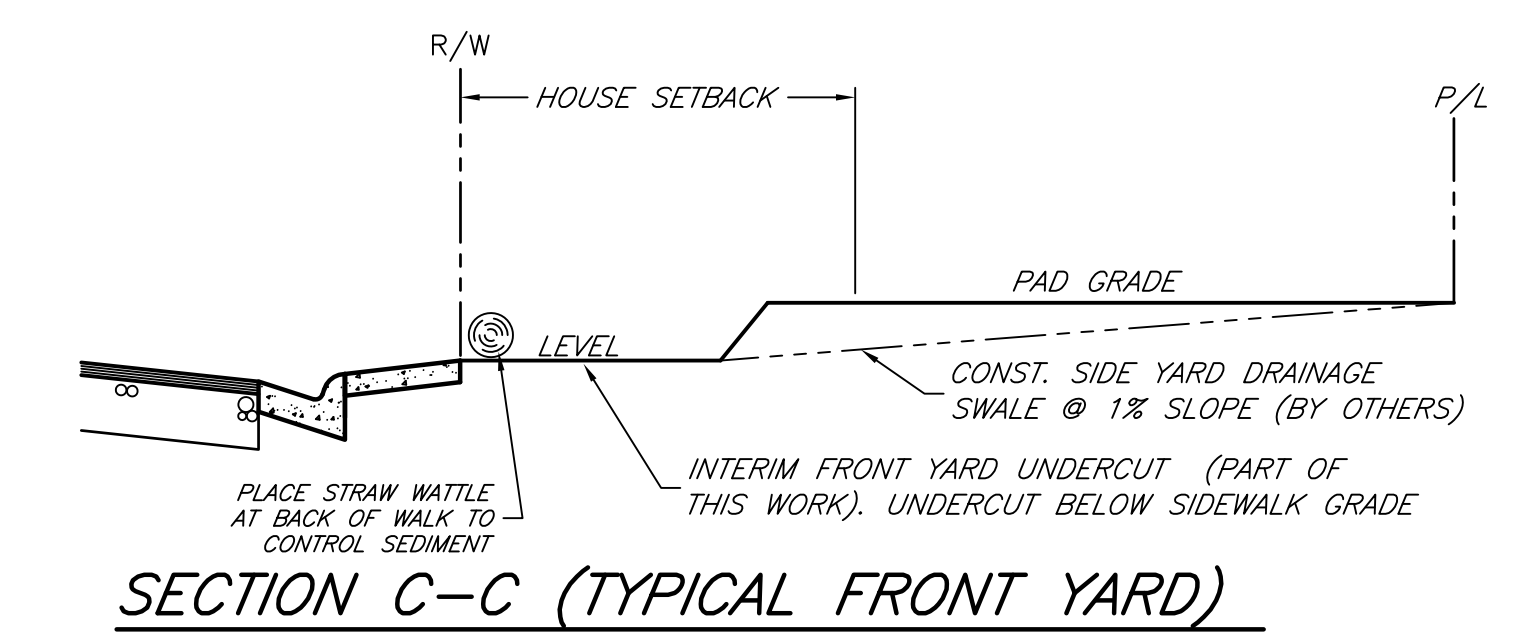 R/W
HOUSE SETBACK
P/L
PAD GRADE
LEVEL
CONST. SIDE YARD DRAINAGE
SWALE @ 1% SLOPE (BY OTHERS)
INTERIM FRONT YARD UNDERCUT (PART OF
THIS WORK). UNDERCUT BELOW SIDEWALK GRADE
PLACE STRAW WATTLE
AT BACK OF WALK TO
CONTROL SEDIMENT
SECTION C-C (TYPICAL FRONT YARD)